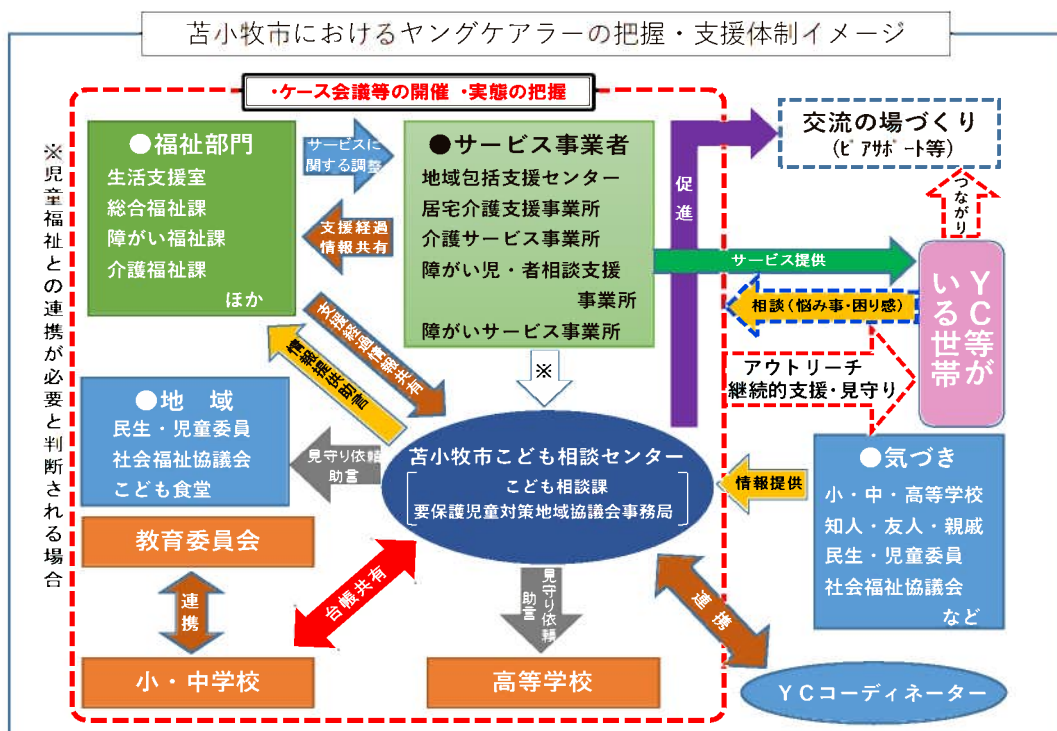 苫小牧市におけるヤングケアラーの把握・支援体制イメージ
・ケース会議等の開催 ・実態の把握
※児童福祉との連携が必要と判断される場合
●福祉部門
生活支援室
総合福祉課
障がい福祉課
介護福祉課
ほか
サービスに
関する調整
支援経過
情報共有
●サービス事業者
地域包括支援センター
居宅介護支援事業所
介護サービス事業所
障がい児・者相談支援
事業所
障がいサービス事業所
促進
交流の場づくり
(ピアサポート等)
つながり
サービス提供
ＹＣ等が
いる世帯
相談（悩み事・困り感）
アウトリーチ
継続的支援・見守り
支援経過情報共有
情報提供助言
※
●地　域
民生・児童委員
社会福祉協議会
こども食堂
見守り依頼
助言
苫小牧市こども相談センター
こども相談課
要保護児童対策地域協議会事務局
情報提供
●気づき
小・中・高等学校
知人・友人・親戚
民生・児童委員
社会福祉協議会
など
教育委員会
連携
台帳共有
見守り依頼
助言
連携
小・中学校
高等学校
ＹＣコーディネーター